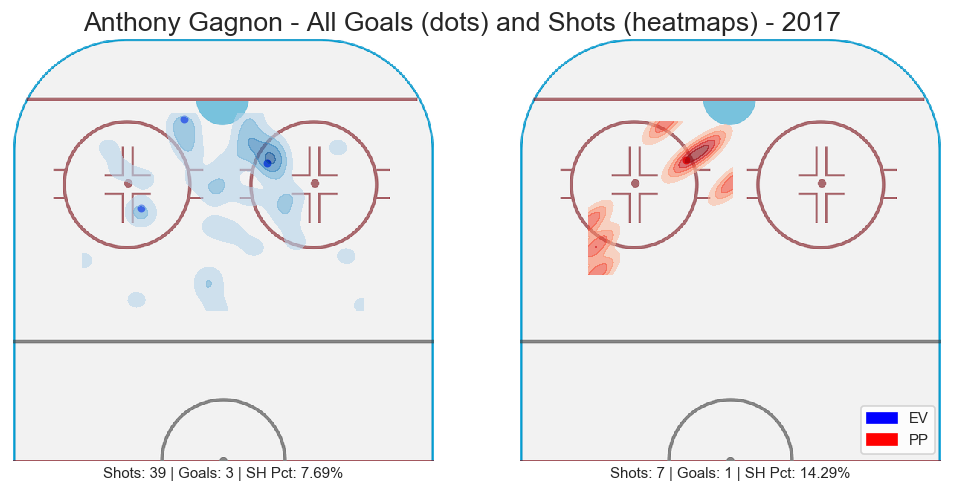 Anthony Gagnon - All Goals (dots) and Shots (heatmaps) - 2017
EV
PP
Shots: 39 | Goals: 3 | SH Pct: 7.69%
Shots: 7 | Goals: 1 | SH Pct: 14.29%